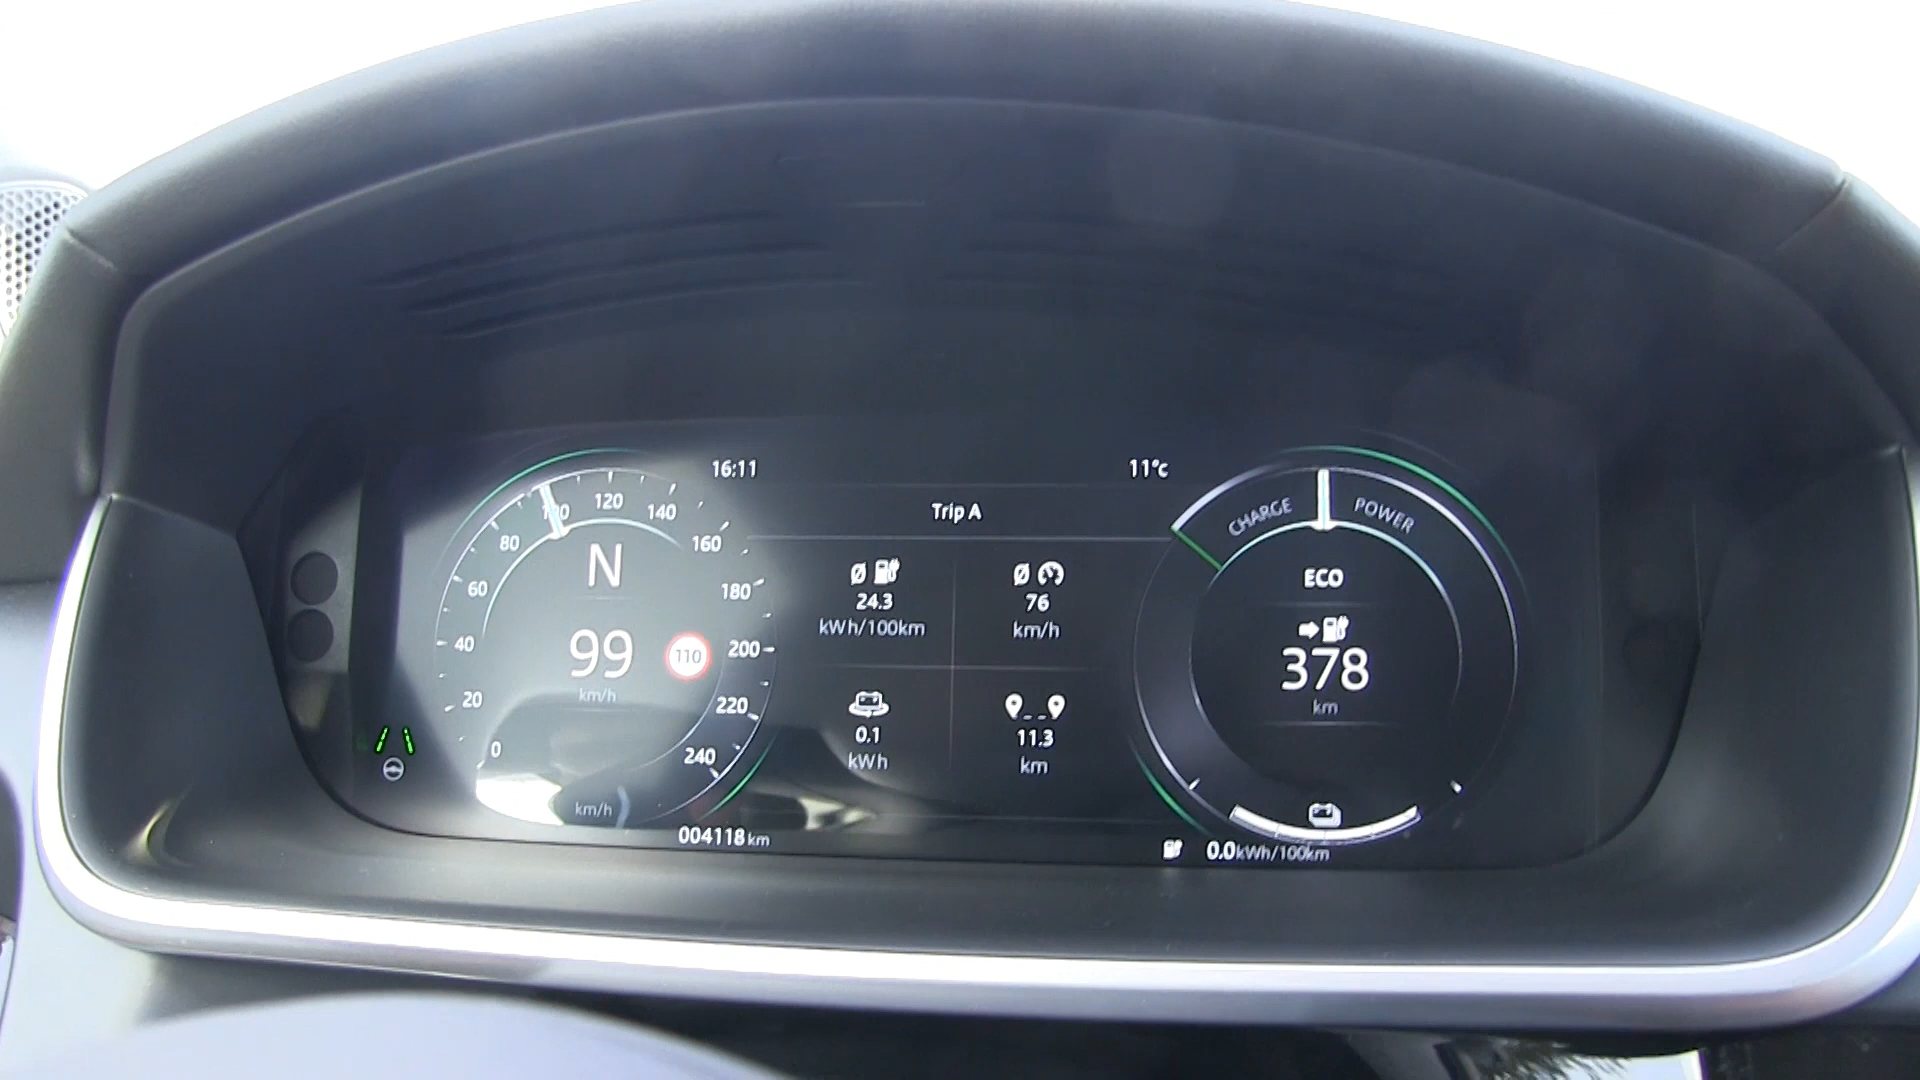 16:11
11°c
Trip A
0
20
40
60
80
100
120
140
160
180
200
220
240
N
99
km/h
110
km/h
004118 km
24.3
kWh/100km
76
km/h
0.1
kWh
11.3
km
CHARGE
POWER
ECO
378
km
0.0 kWh/100km